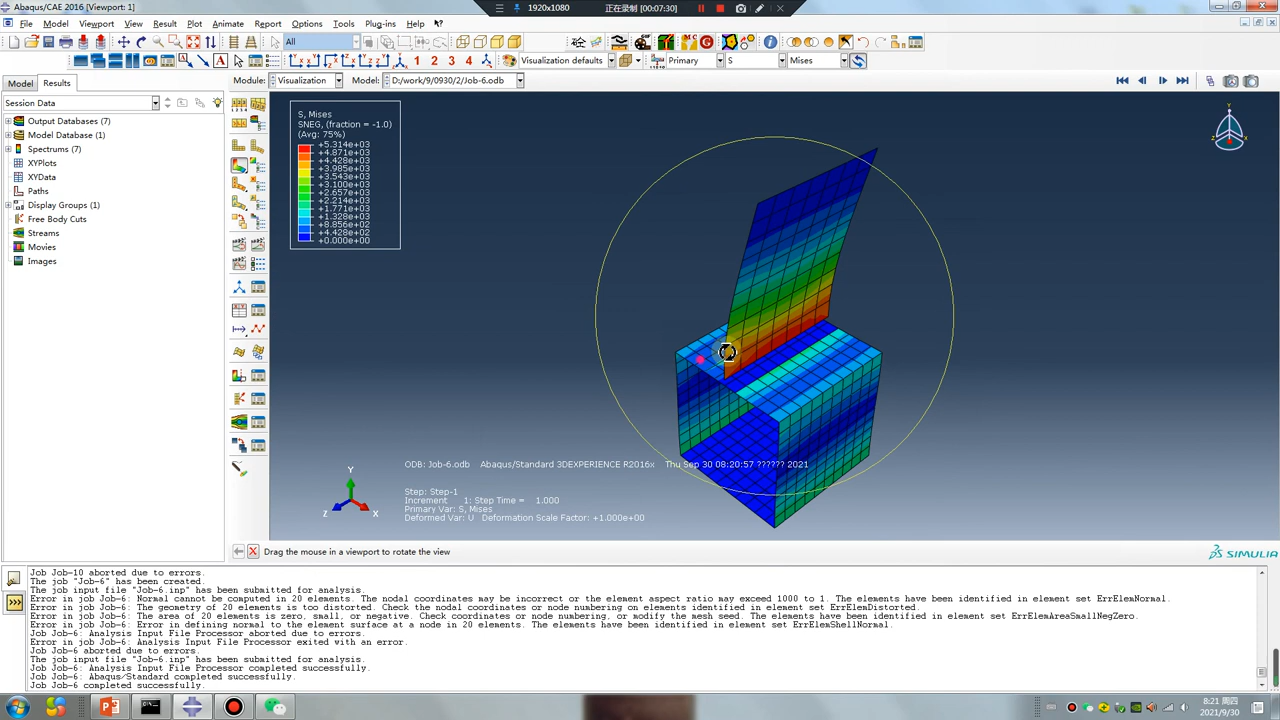 Abaqus/CAE 2016 [Viewport: 1]
1920x1080
正在录制 [00:07:30]
File Model Viewport View Result Plot Animate Report Options Tools Plug-ins Help
All
Visualization defaults
Primary
S
Mises
1 2 3 4
Model Results
Module: Visualization
Model: D:/work/9/0930/2/Job-6.odb
Session Data
Output Databases (7)
Model Database (1)
Spectrums (7)
XYPlots
XYData
Paths
Display Groups (1)
Free Body Cuts
Streams
Movies
Images
S, Mises
SNEG, (fraction = -1.0)
(Avg: 75%)
+5.314e+03
+4.871e+03
+4.428e+03
+3.985e+03
+3.543e+03
+3.100e+03
+2.657e+03
+2.214e+03
+1.771e+03
+1.328e+03
+8.856e+02
+4.428e+02
+0.000e+00
Y
Z
X
ODB: Job-6.odb Abaqus/Standard 3DEXPERIENCE R2016x Thu Sep 30 08:20:57 ?????? 2021
Step: Step-1
Increment 1: Step Time = 1.000
Primary Var: S, Mises
Deformed Var: U Deformation Scale Factor: +1.000e+00
Drag the mouse in a viewport to rotate the view
SIMULIA
Job Job-10 aborted due to errors.
The job "Job-6" has been created.
The job input file "Job-6.inp" has been submitted for analysis.
Error in job Job-6: Normal cannot be computed in 20 elements. The nodal coordinates may be incorrect or the element aspect ratio may exceed 1000 to 1. The elements have been identified in element set ErrElemNormal.
Error in job Job-6: The geometry of 20 elements is too distorted. Check the nodal coordinates or node numbering on elements identified in element set ErrElemDistorted.
Error in job Job-6: The area of 20 elements is zero, small, or negative. Check coordinates or node numbering, or modify the mesh seed. The elements have been identified in element set ErrElemAreaSmallNegZero.
Error in job Job-6: Error in defining normal to the element surface at a node in 20 elements. The elements have been identified in element set ErrElemShellNormal.
Job Job-6: Analysis Input File Processor aborted due to errors.
Error in job Job-6: Analysis Input File Processor exited with an error.
Job Job-6 aborted due to errors.
The job input file "Job-6.inp" has been submitted for analysis.
Job Job-6: Analysis Input File Processor completed successfully.
Job Job-6: Abaqus/Standard completed successfully.
Job Job-6 completed successfully.
8:21 周四
2021/9/30